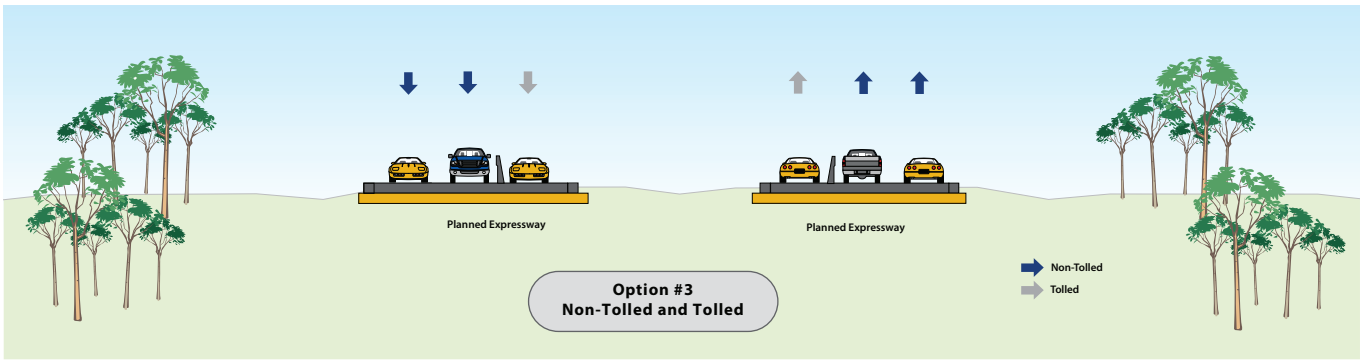 Planned Expressway
Planned Expressway
Non-Tolled
Tolled
Option #3
Non-Tolled and Tolled